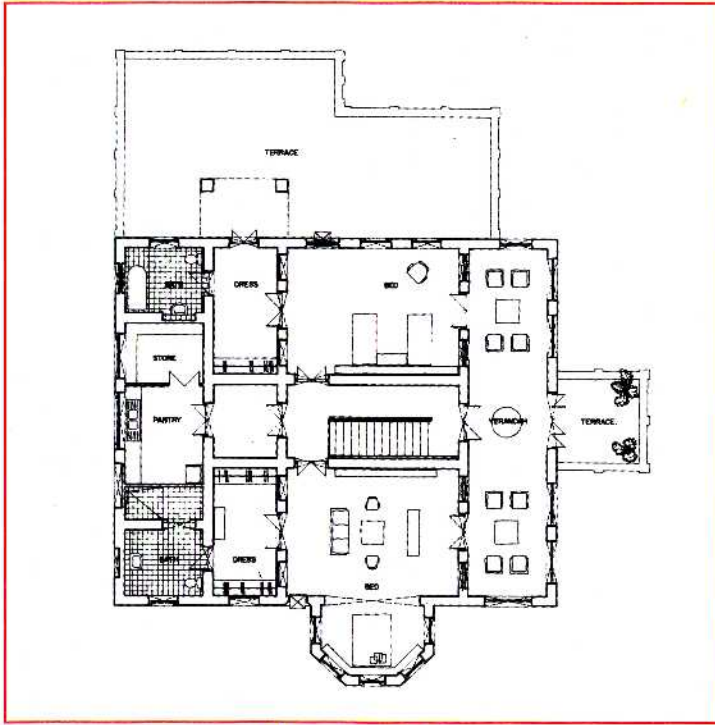 TERRACE
BATH
DRESS
BED
STORE
PANTRY
VERANDAH
TERRACE.
BATH
DRESS
BED